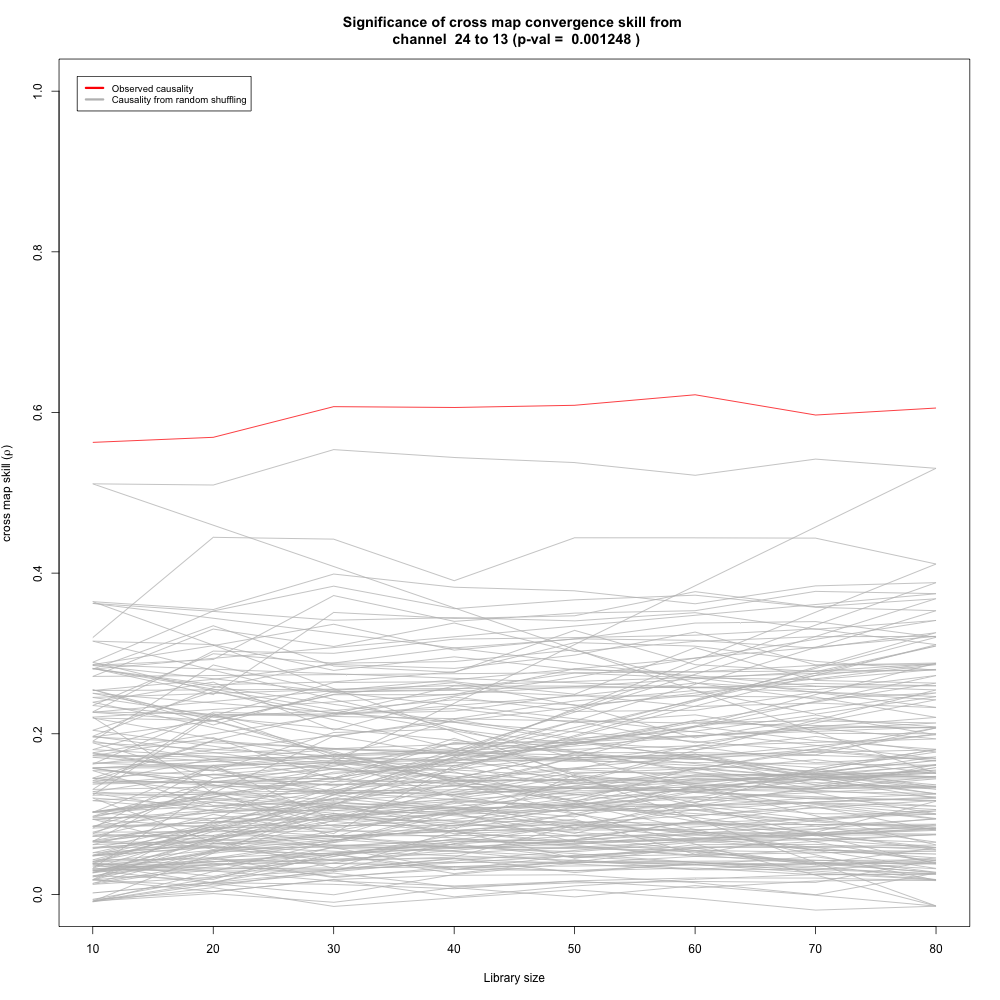 Significance of cross map convergence skill from
channel  24 to 13 (p-val =  0.001248 )
Observed causality
Causality from random shuffling
cross map skill (ρ)
1.0
0.8
0.6
0.4
0.2
0.0
10 20 30 40 50 60 70 80
Library size